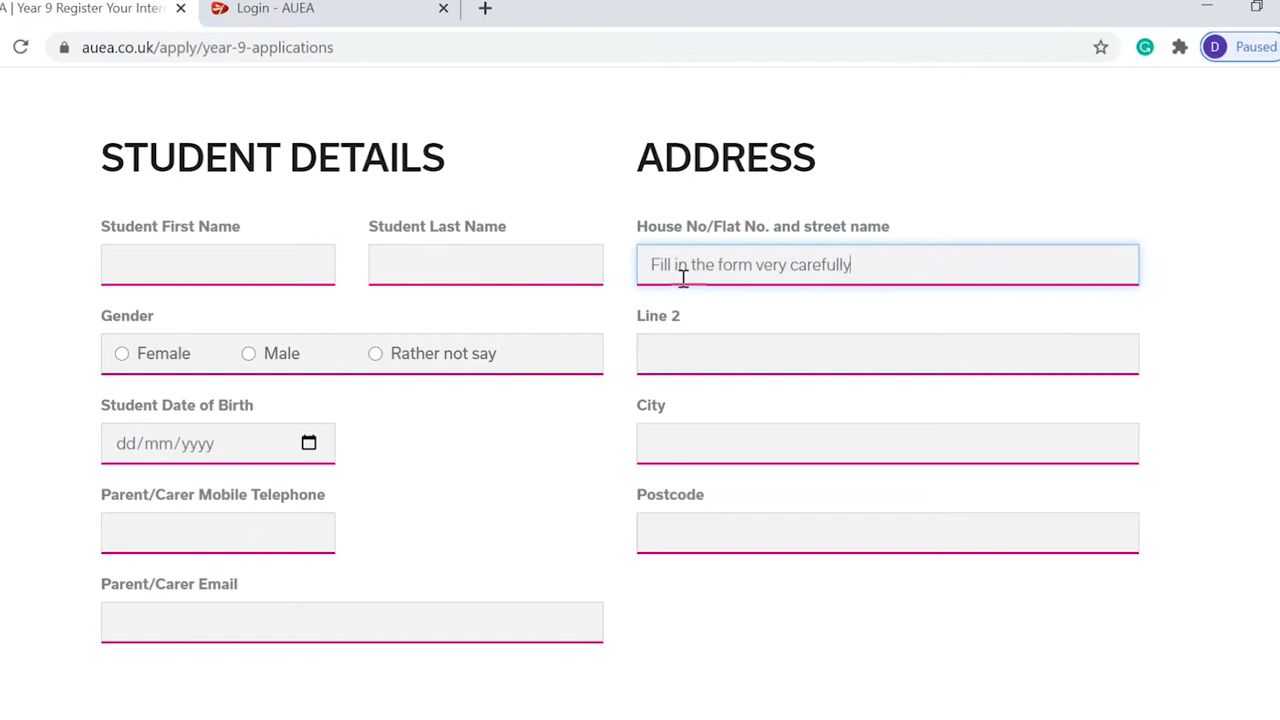 A | Year 9 Register Your Inter
Login - AUEA
auea.co.uk/apply/year-9-applications
D Paused
STUDENT DETAILS
Student First Name
Student Last Name
Gender
Female
Male
Rather not say
Student Date of Birth
dd/mm/yyyy
Parent/Carer Mobile Telephone
Parent/Carer Email
ADDRESS
House No/Flat No. and street name
Fill in the form very carefully
Line 2
City
Postcode